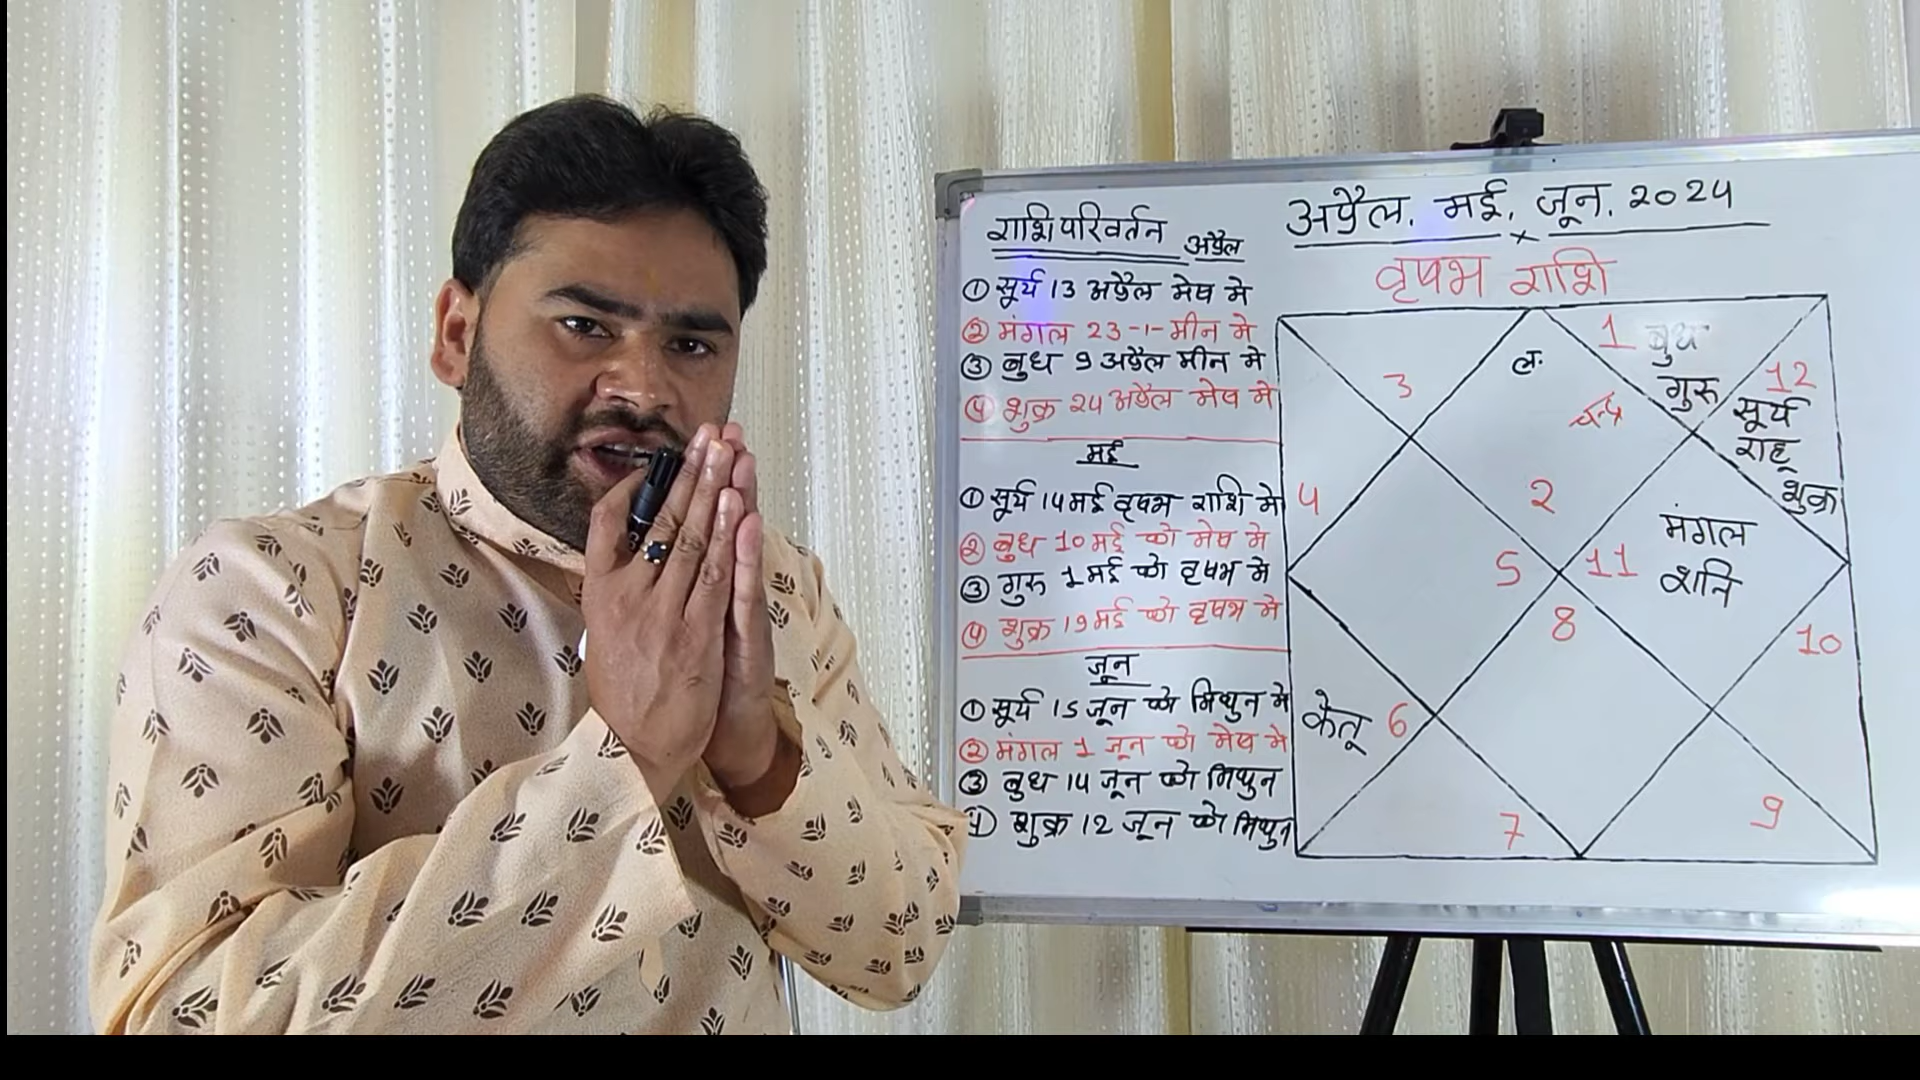 अप्रैल. मई. जून. २०२4
वृषभ राशि
राशि परिवर्तन
अप्रैल
① सूर्य 13 अप्रैल मेष मे
② मंगल 23 -।- मीन मे
③ बुध 9 अप्रैल मीन मे
④ शुक्र २4 अप्रैल मेष मे
मई
① सूर्य 14 मई वृषभ राशि मे
② बुध 10 मई को मेष मे
③ गुरु 1 मई को वृषभ मे
④ शुक्र 19 मई को वृषभ मे
जून
① सूर्य 15 जून को मिथुन मे
② मंगल 1 जून को मेष मे
③ बुध 14 जून को मिथुन
④ शुक्र 12 जून को मिथुन
1 बुध
गुरु
ल.
चन्द्र
3
12
सूर्य
राहू
शुक्र
4
2
मंगल
शनि
5
11
8
10
केतू 6
7
9